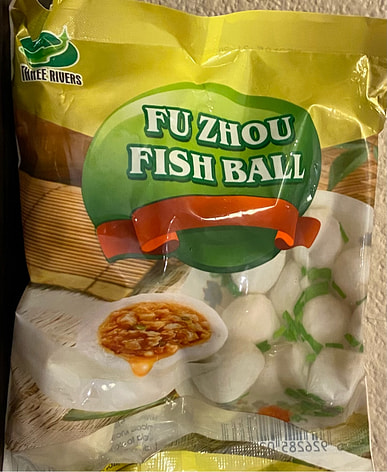 THREE RIVERS
FU ZHOU
FISH BALL